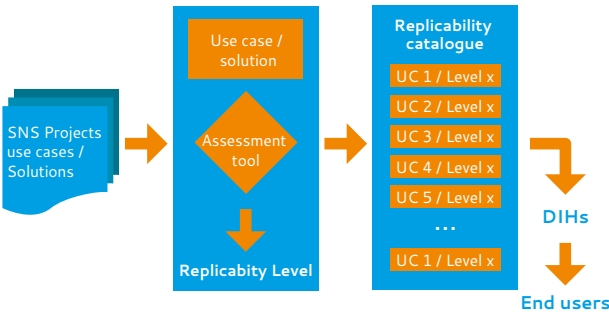 SNS Projects
use cases /
Solutions
Use case /
solution
Assessment
tool
Replicabity Level
Replicability
catalogue
UC 1 / Level x
UC 2 / Level x
UC 3 / Level x
UC 4 / Level x
UC 5 / Level x
...
UC 1 / Level x
DIHs
End users